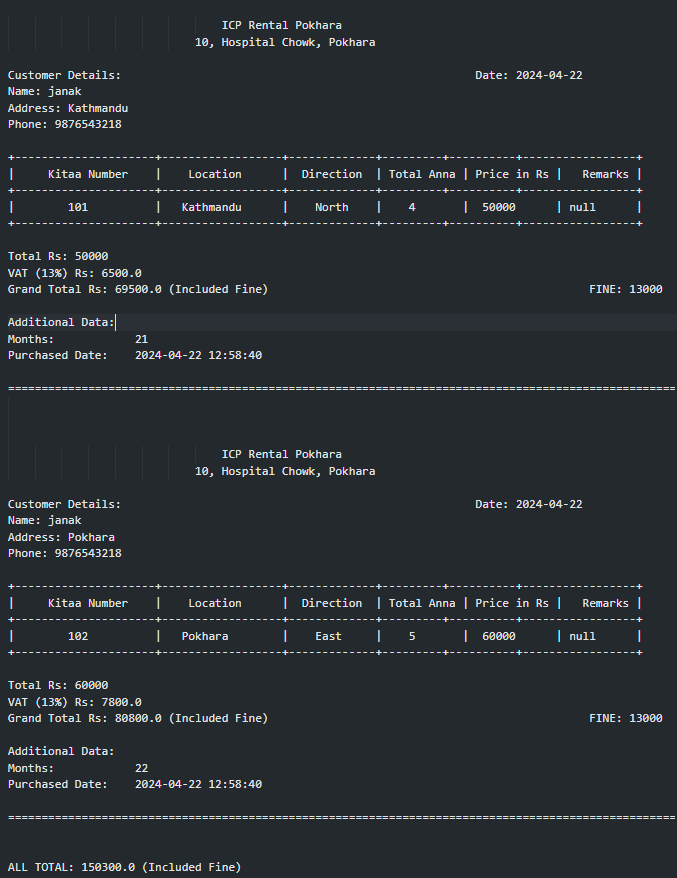 ICP Rental Pokhara
10, Hospital Chowk, Pokhara
Customer Details: Date: 2024-04-22
Name: janak
Address: Kathmandu
Phone: 9876543218
+---------------------+------------------+-------------+---------+----------+-----------------+
| Kitaa Number | Location | Direction | Total Anna | Price in Rs | Remarks |
+---------------------+------------------+-------------+---------+----------+-----------------+
| 101 | Kathmandu | North | 4 | 50000 | null |
+---------------------+------------------+-------------+---------+----------+-----------------+
Total Rs: 50000
VAT (13%) Rs: 6500.0
Grand Total Rs: 69500.0 (Included Fine) FINE: 13000
Additional Data:
Months: 21
Purchased Date: 2024-04-22 12:58:40
====================================================================================================
ICP Rental Pokhara
10, Hospital Chowk, Pokhara
Customer Details: Date: 2024-04-22
Name: janak
Address: Pokhara
Phone: 9876543218
+---------------------+------------------+-------------+---------+----------+-----------------+
| Kitaa Number | Location | Direction | Total Anna | Price in Rs | Remarks |
+---------------------+------------------+-------------+---------+----------+-----------------+
| 102 | Pokhara | East | 5 | 60000 | null |
+---------------------+------------------+-------------+---------+----------+-----------------+
Total Rs: 60000
VAT (13%) Rs: 7800.0
Grand Total Rs: 80800.0 (Included Fine) FINE: 13000
Additional Data:
Months: 22
Purchased Date: 2024-04-22 12:58:40
====================================================================================================
ALL TOTAL: 150300.0 (Included Fine)